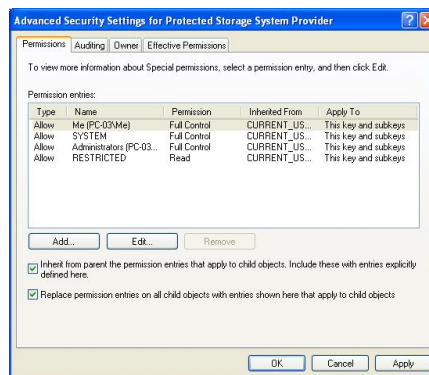 Advanced Security Settings for Protected Storage System Provider
Permissions Auditing Owner Effective Permissions
To view more information about Special permissions, select a permission entry, and then click Edit.
Permission entries:
Type Name Permission Inherited From Apply To
Allow Me (PC-03\Me) Full Control CURRENT_US... This key and subkeys
Allow SYSTEM Full Control CURRENT_US... This key and subkeys
Allow Administrators (PC-03... Full Control CURRENT_US... This key and subkeys
Allow RESTRICTED Read CURRENT_US... This key and subkeys
Add... Edit... Remove
Inherit from parent the permission entries that apply to child objects. Include these with entries explicitly
defined here.
Replace permission entries on all child objects with entries shown here that apply to child objects
OK Cancel Apply